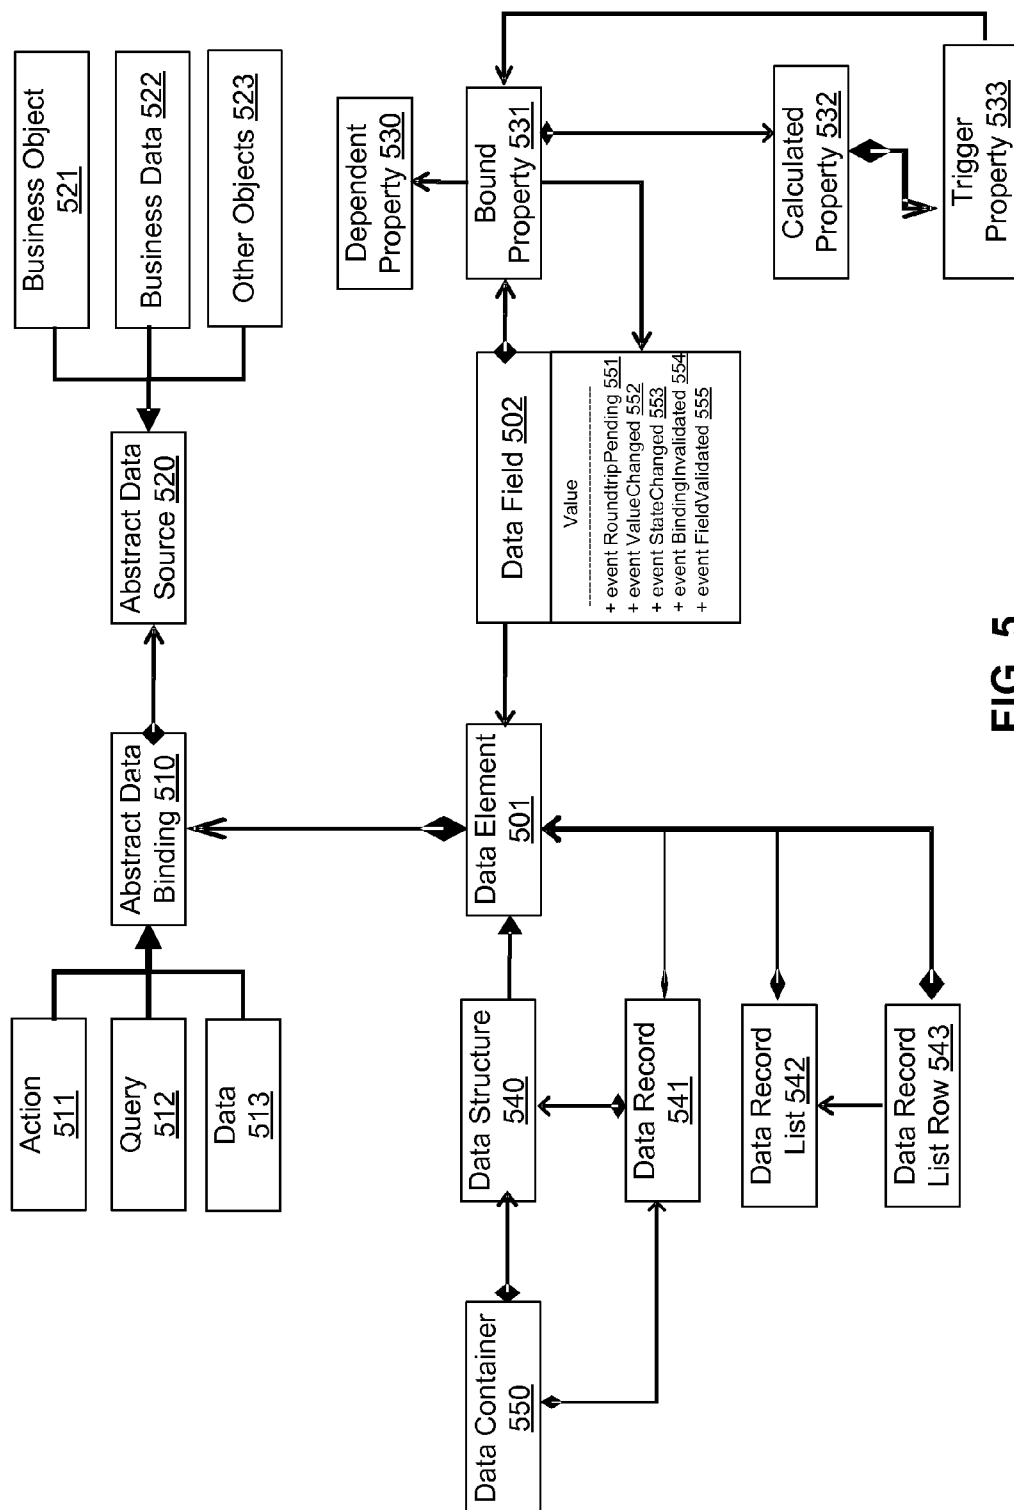 Action
511
Query
512
Data
513
Abstract Data
Binding 510
Abstract Data
Source 520
Business Object
521
Business Data 522
Other Objects 523
Data Container
550
Data Structure
540
Data Record
541
Data Record
List 542
Data Record
List Row 543
Data Element
501
Data Field 502
Value
--------------------
+ event RoundtripPending 551
+ event ValueChanged 552
+ event StateChanged 553
+ event BindingInvalidated 554
+ event FieldValidated 555
Dependent
Property 530
Bound
Property 531
Calculated
Property 532
Trigger
Property 533
FIG. 5